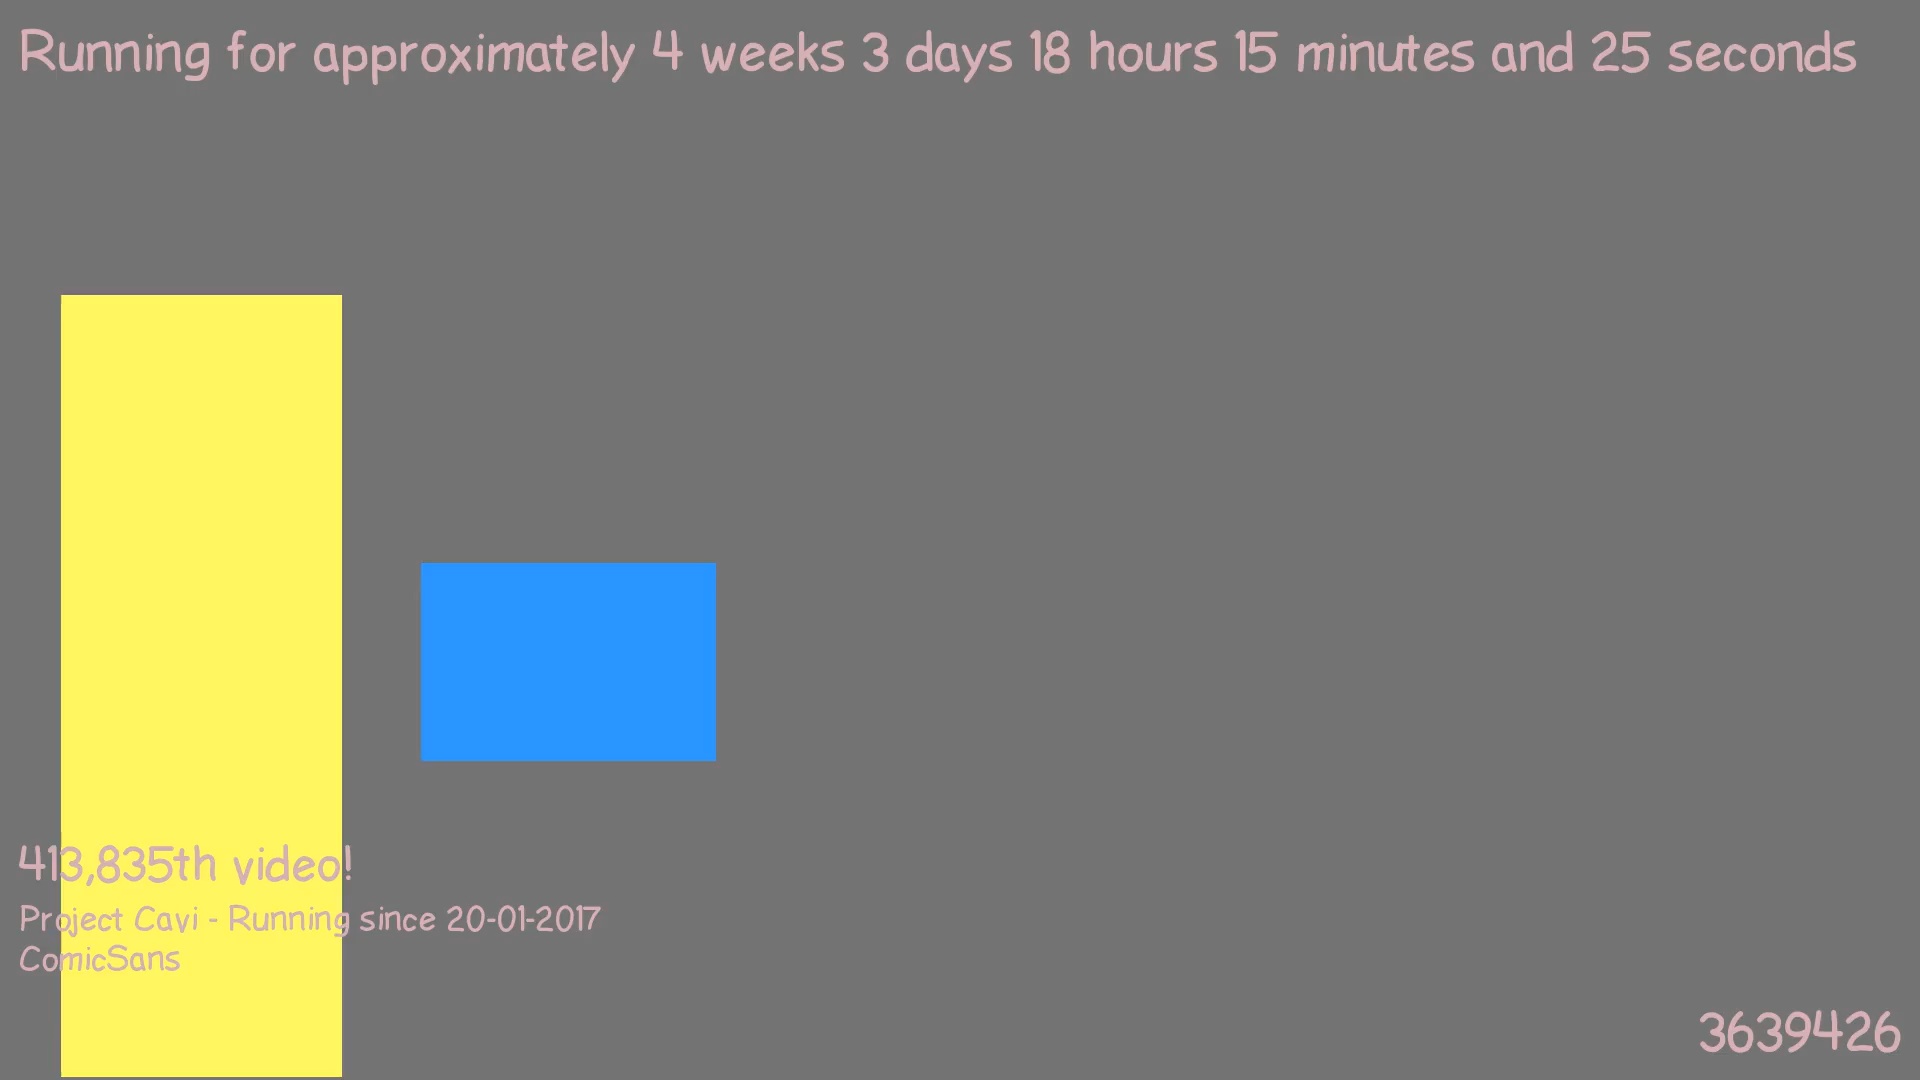 Running for approximately 4 weeks 3 days 18 hours 15 minutes and 25 seconds
413,835th video!
Project Cavi - Running since 20-01-2017
ComicSans
3639426